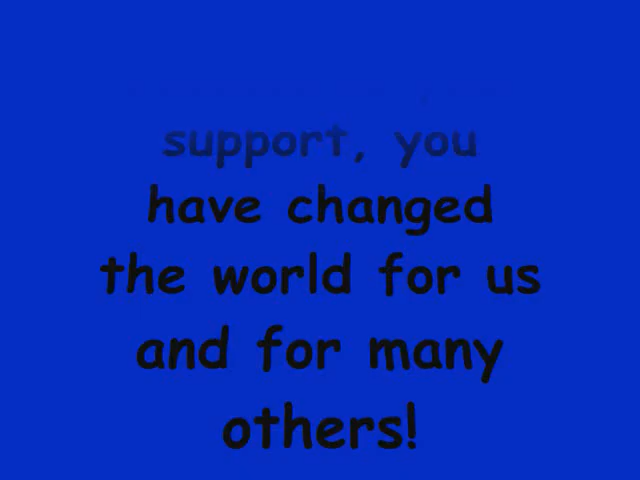 support, you
have changed
the world for us
and for many
others!